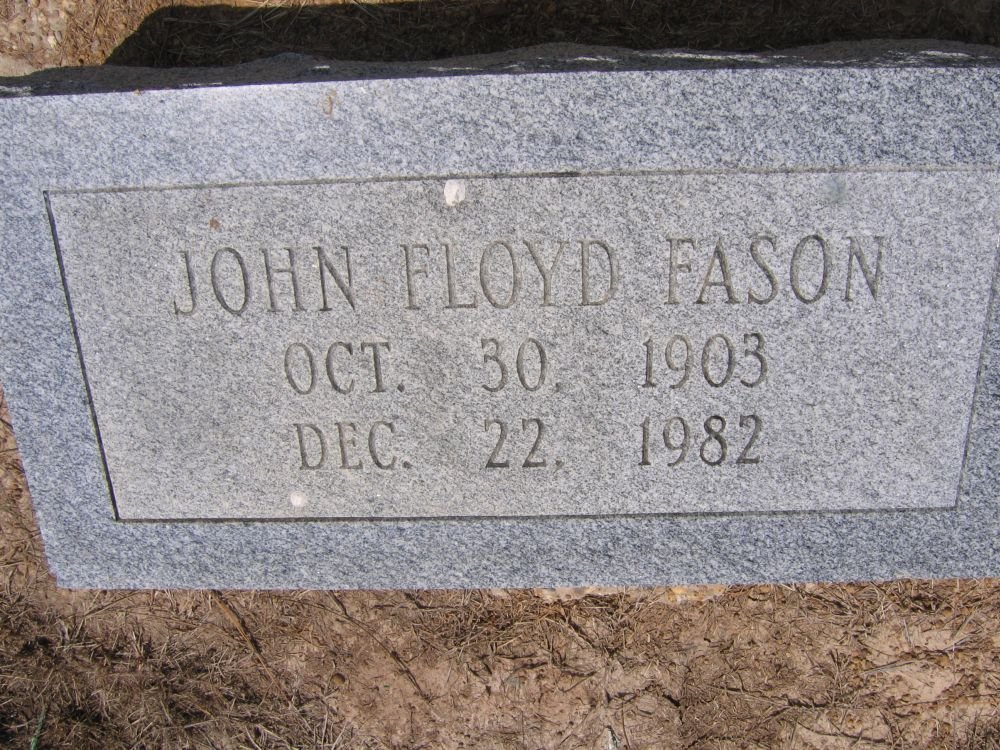 JOHN FLOYD FASON
OCT. 30, 1903
DEC. 22, 1982